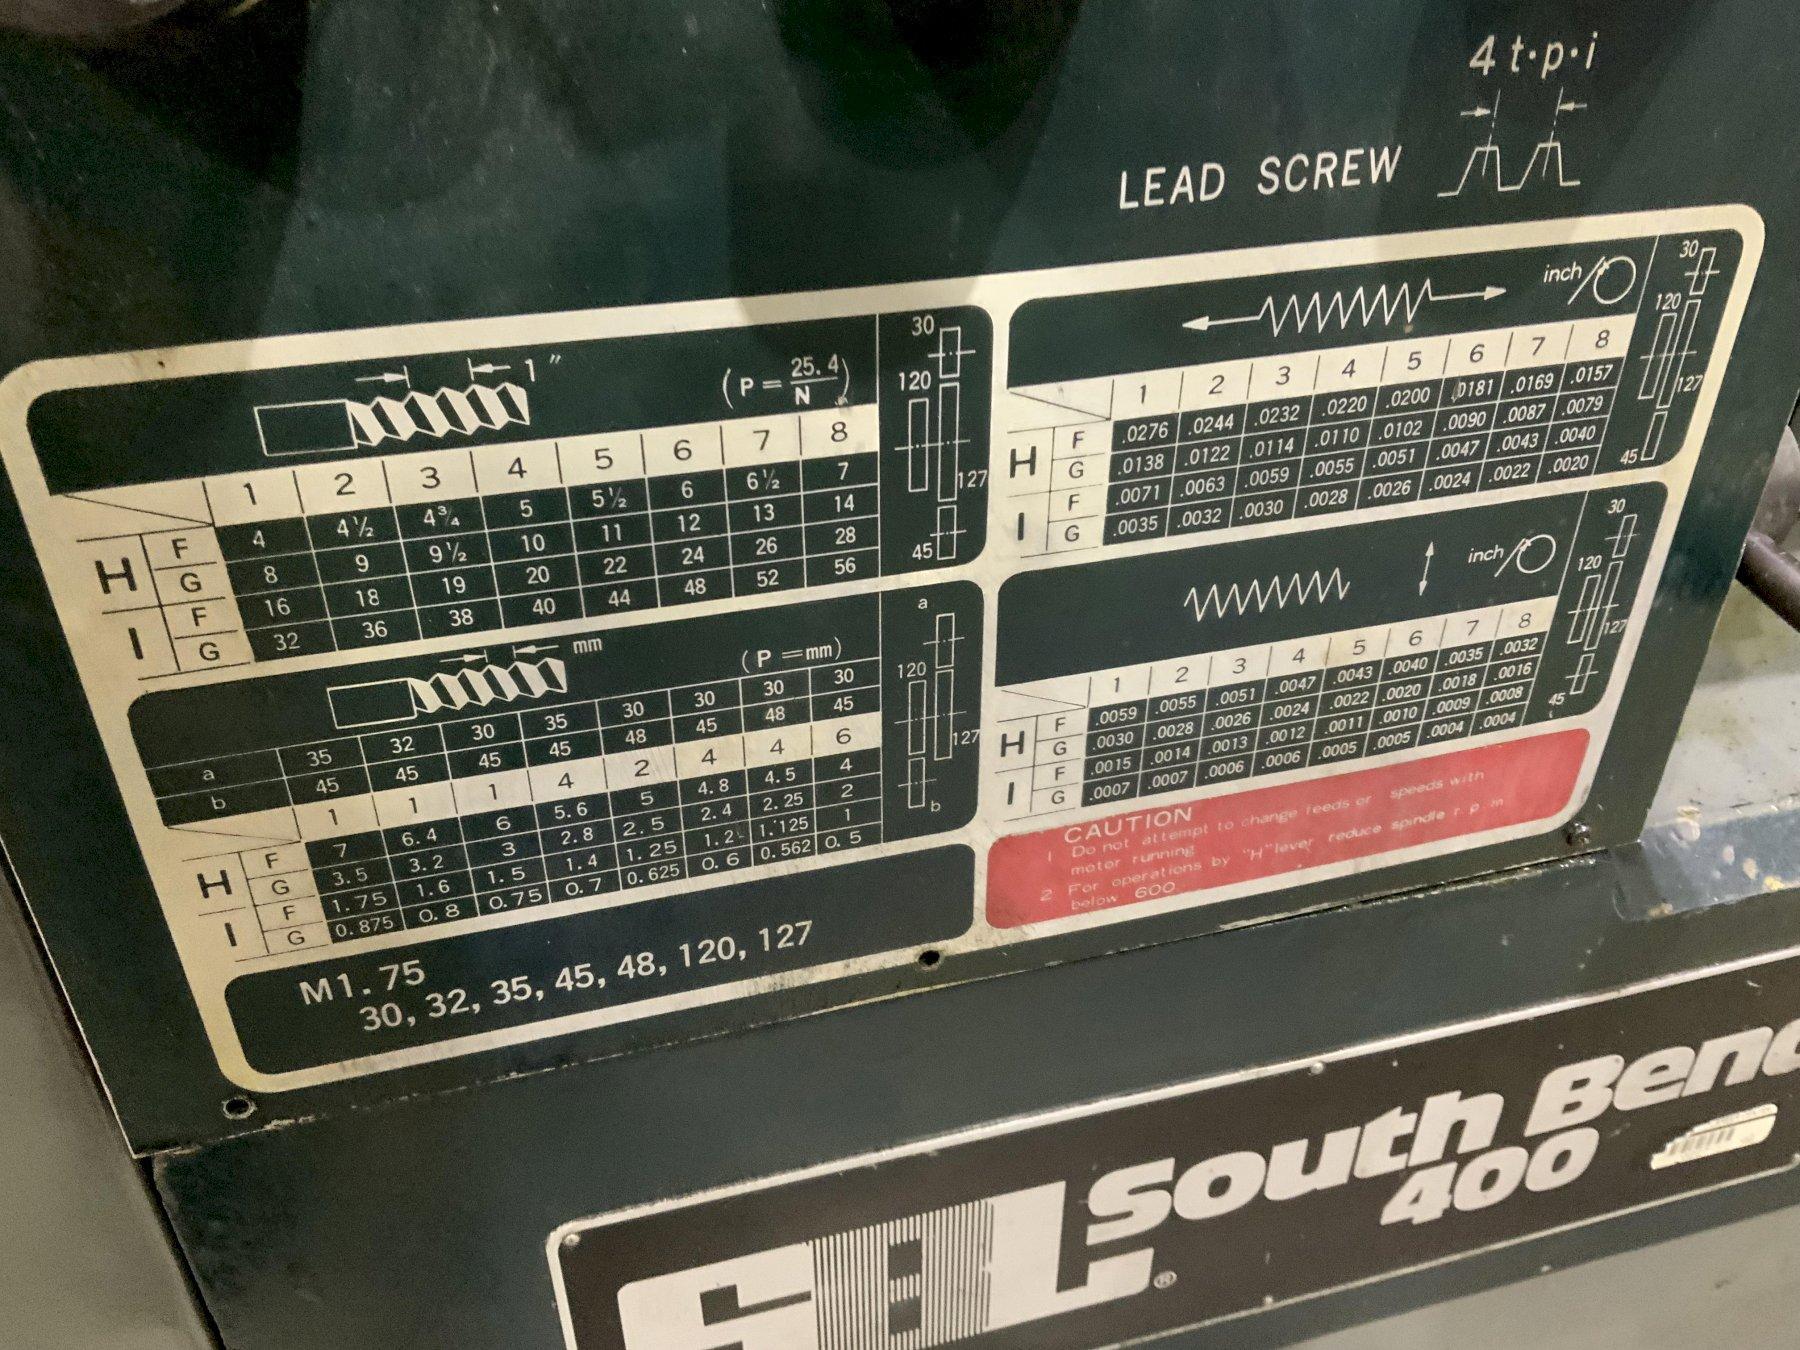 4 t·p·i
LEAD SCREW
1″ (P = 25.4/N)
30
120
127
45
1 2 3 4 5 6 7 8
H F 4 4½ 4¾ 5 5½ 6 6½ 7
G 8 9 9½ 10 11 12 13 14
I F 16 18 19 20 22 24 26 28
G 32 36 38 40 44 48 52 56
mm (P = mm)
a
120
127
b
a 35 32 30 35 30 30 30 30
b 45 45 45 45 48 45 48 45
1 1 1 4 2 4 4 6
H F 7 6.4 6 5.6 5 4.8 4.5 4
G 3.5 3.2 3 2.8 2.5 2.4 2.25 2
I F 1.75 1.6 1.5 1.4 1.25 1.2 1.125 1
G 0.875 0.8 0.75 0.7 0.625 0.6 0.562 0.5
M1.75
30, 32, 35, 45, 48, 120, 127
inch/
30
120
127
45
1 2 3 4 5 6 7 8
H F .0276 .0244 .0232 .0220 .0200 .0181 .0169 .0157
G .0138 .0122 .0114 .0110 .0102 .0090 .0087 .0079
I F .0071 .0063 .0059 .0055 .0051 .0047 .0043 .0040
G .0035 .0032 .0030 .0028 .0026 .0024 .0022 .0020
inch/
30
120
127
45
1 2 3 4 5 6 7 8
H F .0059 .0055 .0051 .0047 .0043 .0040 .0035 .0032
G .0030 .0028 .0026 .0024 .0022 .0020 .0018 .0016
I F .0015 .0014 .0013 .0012 .0011 .0010 .0009 .0008
G .0007 .0007 .0006 .0006 .0005 .0005 .0004 .0004
CAUTION
1 Do not attempt to change feeds or speeds with
motor running
2 For operations by "H" lever reduce spindle r.p.m
below 600
SBL®
South Bend
400